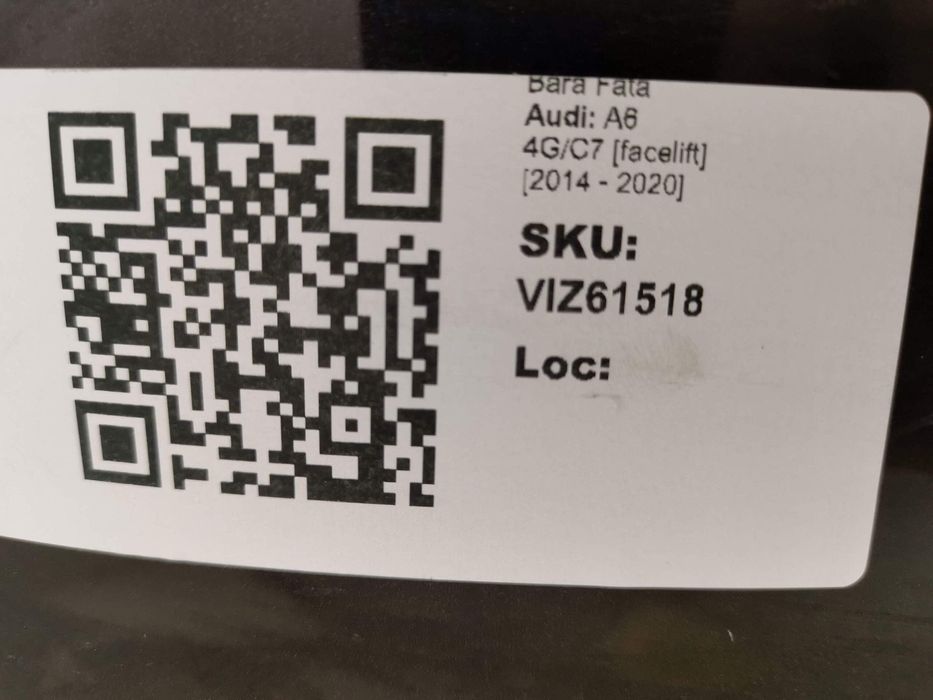 Bara Fata
Audi: A6
4G/C7 [facelift]
[2014 - 2020]
SKU:
VIZ61518
Loc: